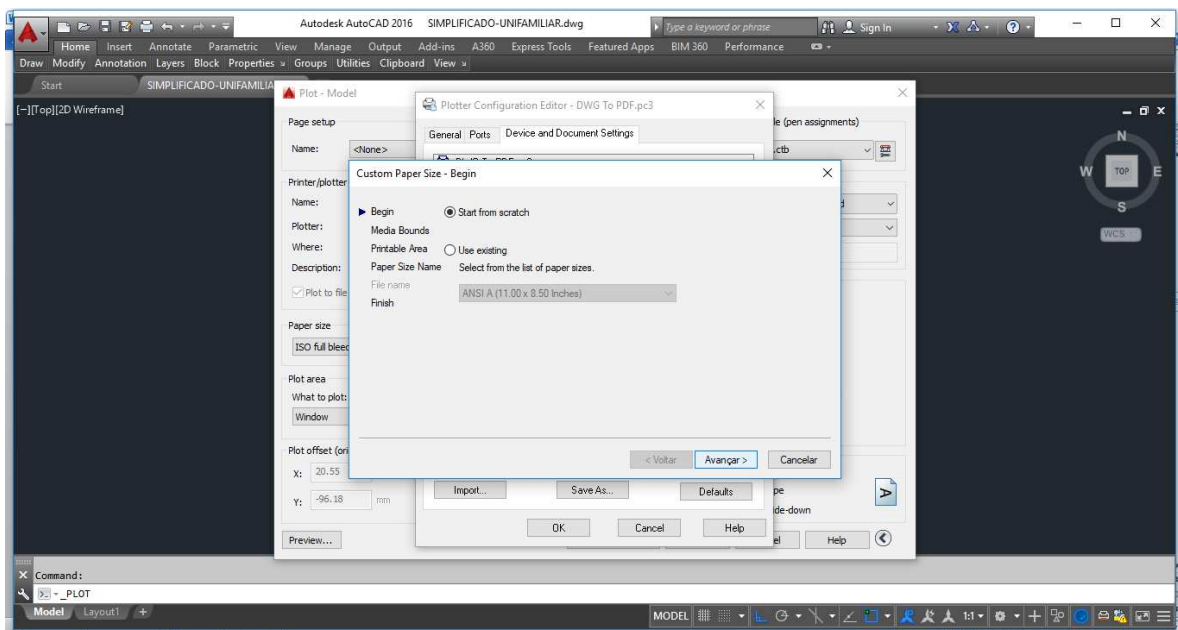 Autodesk AutoCAD 2016 SIMPLIFICADO-UNIFAMILIAR.dwg Type a keyword or phrase Sign In
Home Insert Annotate Parametric View Manage Output Add-ins A360 Express Tools Featured Apps BIM 360 Performance
Draw Modify Annotation Layers Block Properties Groups Utilities Clipboard View
Start SIMPLIFICADO-UNIFAMILIA
[–][Top][2D Wireframe]
N
W TOP E
S
WCS
Plot - Model
Page setup
Name: <None>
Printer/plotter
Name:
Plotter:
Where:
Description:
Plot to file
Paper size
ISO full bleed
Plot area
What to plot:
Window
Plot offset (ori
X: 20.55
Y: -96.18 mm
Preview...
le (pen assignments)
.ctb
pe
ide-down
el Help
Plotter Configuration Editor - DWG To PDF.pc3
General Ports Device and Document Settings
Custom Paper Size - Begin
Begin
Media Bounds
Printable Area
Paper Size Name
File name
Finish
Start from scratch
Use existing
Select from the list of paper sizes.
ANSI A (11.00 x 8.50 Inches)
< Voltar Avançar > Cancelar
Import... Save As... Defaults
OK Cancel Help
Command:
-_PLOT
Model Layout1 +
MODEL 1:1